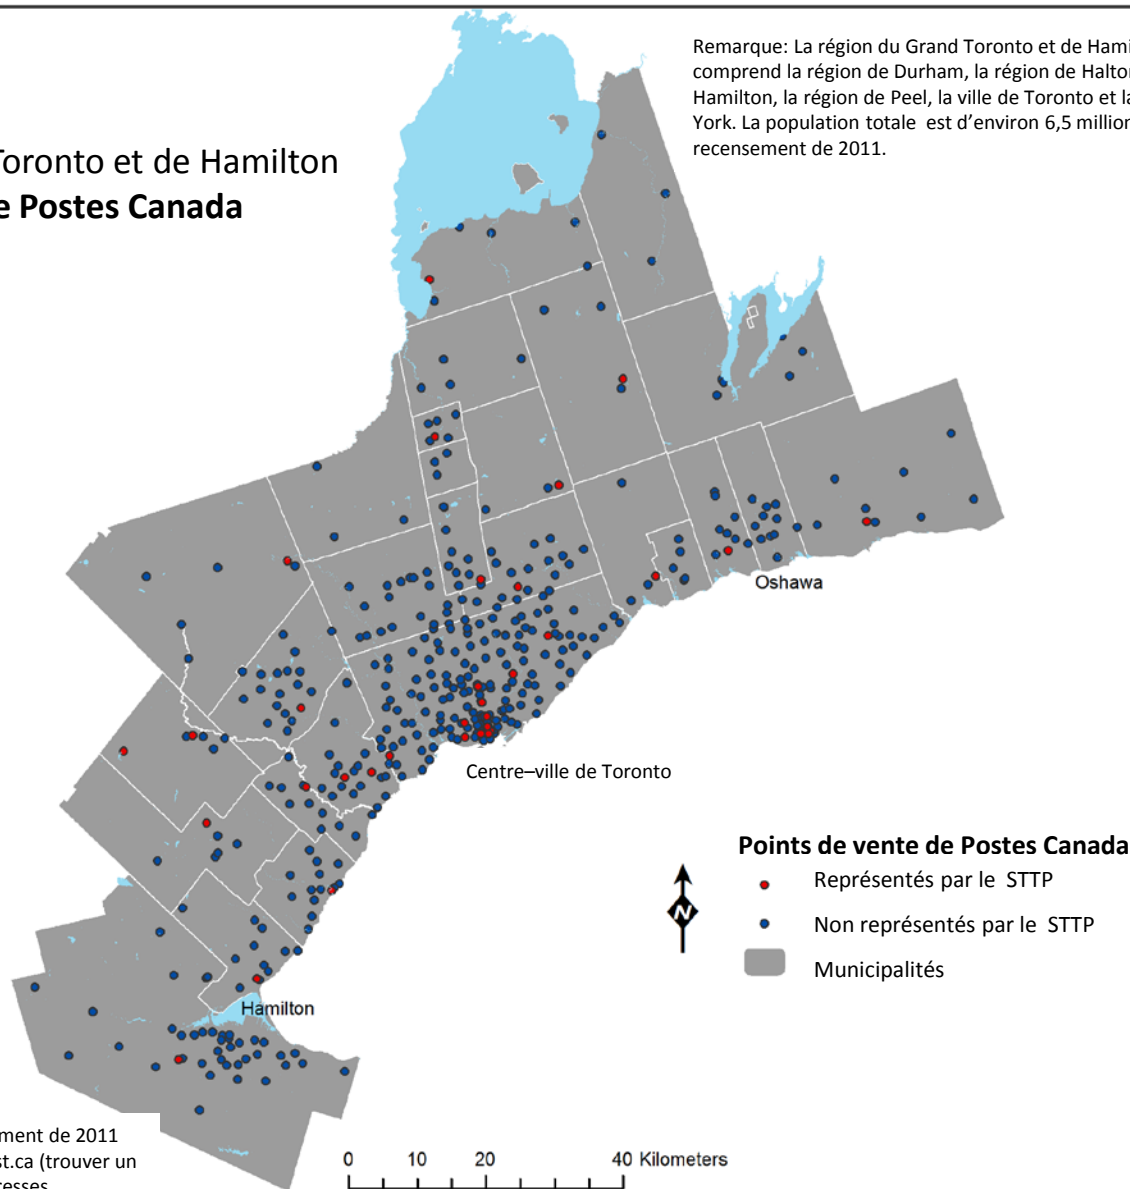 Remarque: La région du Grand Toronto et de Hami
comprend la région de Durham, la région de Halton
Hamilton, la région de Peel, la ville de Toronto et la
York. La population totale est d'environ 6,5 million
recensement de 2011.
Toronto et de Hamilton
e Postes Canada
Oshawa
Centre–ville de Toronto
Points de vente de Postes Canada
Représentés par le STTP
Non représentés par le STTP
Municipalités
N
Hamilton
ment de 2011
st.ca (trouver un
cesses
0 10 20 40 Kilometers